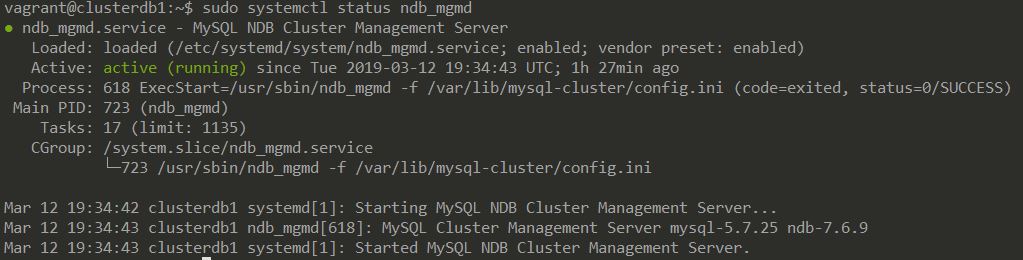 vagrant@clusterdb1:~$ sudo systemctl status ndb_mgmd
● ndb_mgmd.service - MySQL NDB Cluster Management Server
   Loaded: loaded (/etc/systemd/system/ndb_mgmd.service; enabled; vendor preset: enabled)
   Active: active (running) since Tue 2019-03-12 19:34:43 UTC; 1h 27min ago
  Process: 618 ExecStart=/usr/sbin/ndb_mgmd -f /var/lib/mysql-cluster/config.ini (code=exited, status=0/SUCCESS)
 Main PID: 723 (ndb_mgmd)
    Tasks: 17 (limit: 1135)
   CGroup: /system.slice/ndb_mgmd.service
           └─723 /usr/sbin/ndb_mgmd -f /var/lib/mysql-cluster/config.ini

Mar 12 19:34:42 clusterdb1 systemd[1]: Starting MySQL NDB Cluster Management Server...
Mar 12 19:34:43 clusterdb1 ndb_mgmd[618]: MySQL Cluster Management Server mysql-5.7.25 ndb-7.6.9
Mar 12 19:34:43 clusterdb1 systemd[1]: Started MySQL NDB Cluster Management Server.